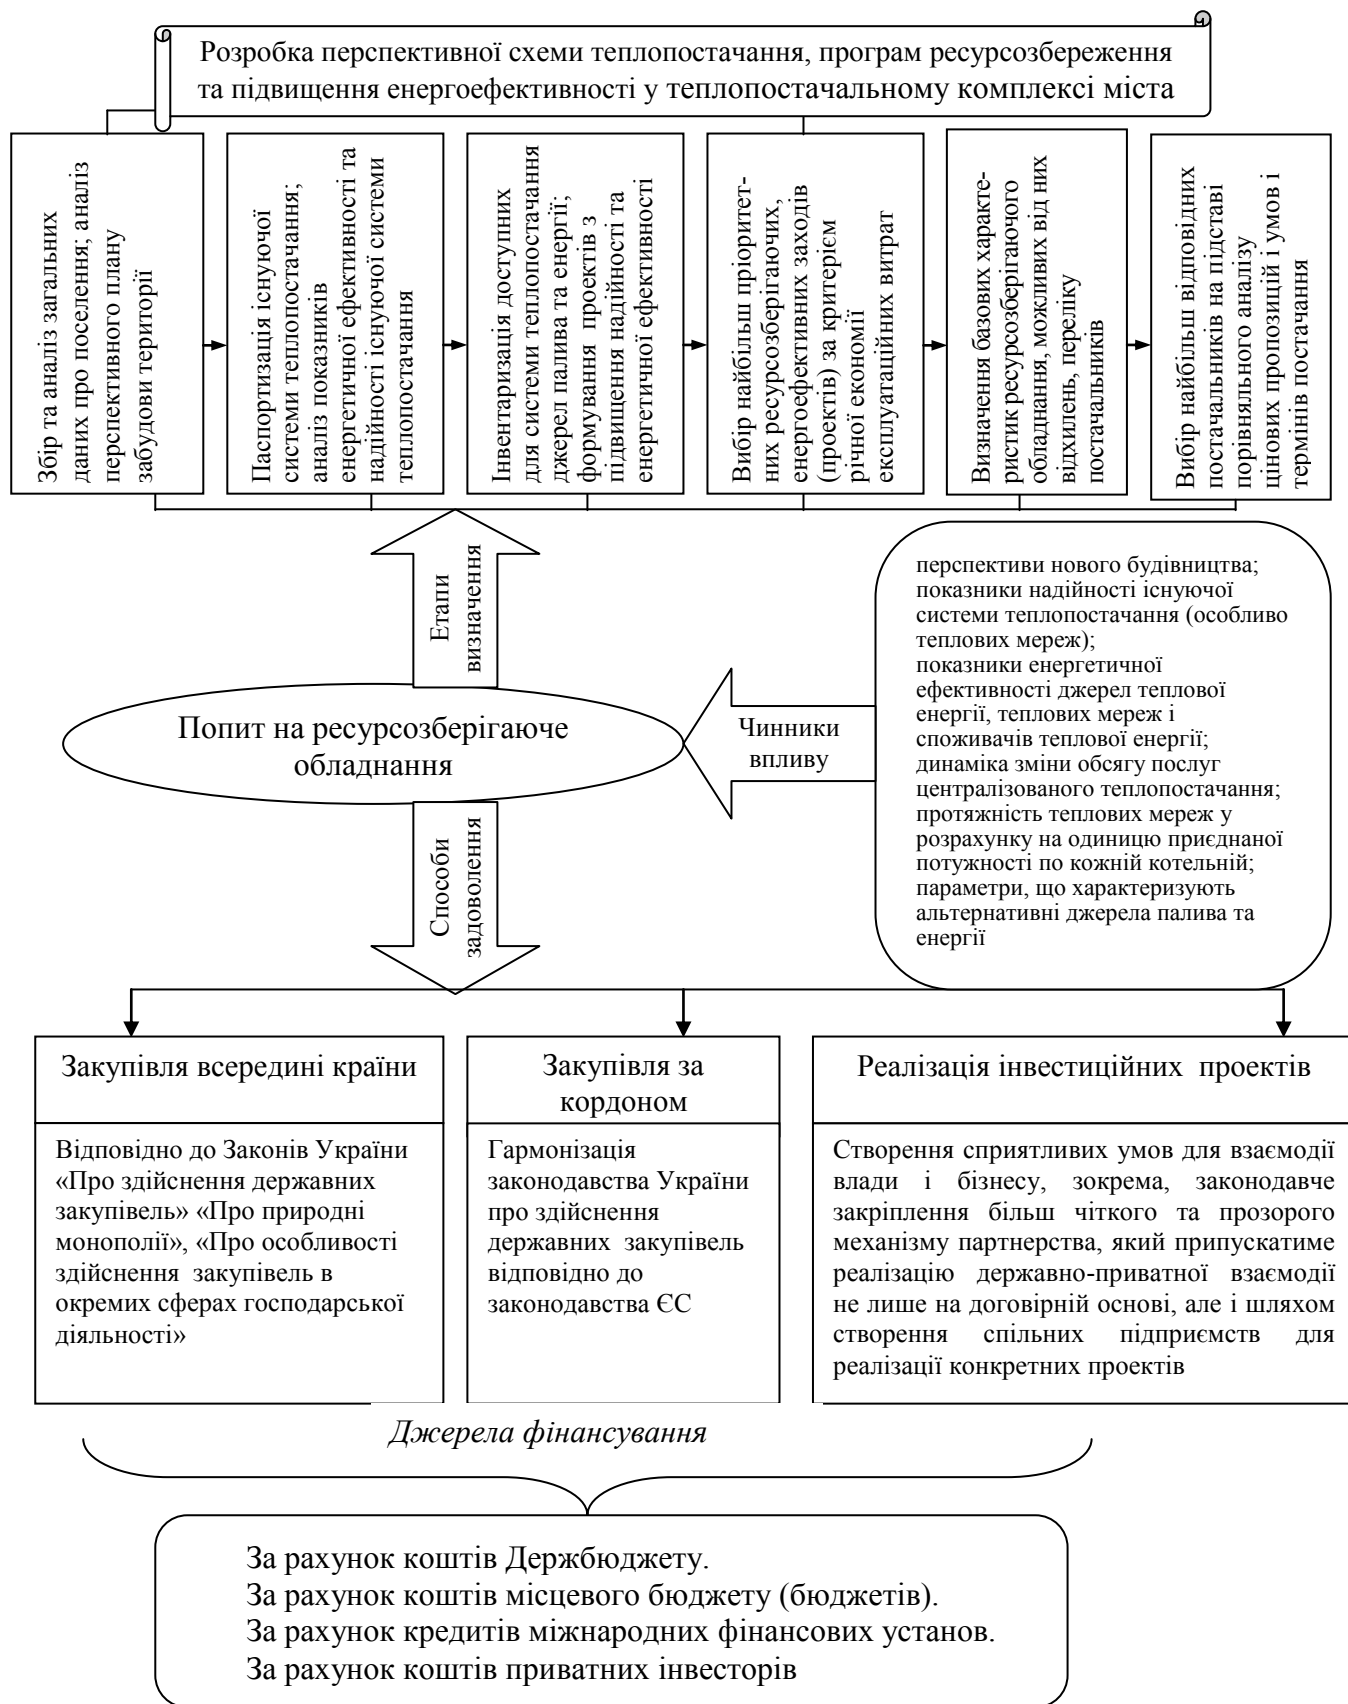 Розробка перспективної схеми теплопостачання, програм ресурсозбереження
та підвищення енергоефективності у теплопостачальному комплексі міста
Збір та аналіз загальних
даних про поселення; аналіз
перспективного плану
забудови території
Паспортизація існуючої
системи теплопостачання;
аналіз показників
енергетичної ефективності та
надійності існуючої системи
теплопостачання
Інвентаризація доступних
для системи теплопостачання
джерел палива та енергії;
формування проектів з
підвищення надійності та
енергетичної ефективності
Вибір найбільш пріоритет-
них ресурсозберігаючих,
енергоефективних заходів
(проектів) за критерієм
річної економії
експлуатаційних витрат
Визначення базових характе-
ристик ресурсозберігаючого
обладнання, можливих від них
відхилень, переліку
постачальників
Вибір найбільш відповідних
постачальників на підставі
порівняльного аналізу
цінових пропозицій і умов і
термінів постачання
Етапи
визначення
перспективи нового будівництва;
показники надійності існуючої
системи теплопостачання (особливо
теплових мереж);
показники енергетичної
ефективності джерел теплової
енергії, теплових мереж і
споживачів теплової енергії;
динаміка зміни обсягу послуг
централізованого теплопостачання;
протяжність теплових мереж у
розрахунку на одиницю приєднаної
потужності по кожній котельній;
параметри, що характеризують
альтернативні джерела палива та
енергії
Попит на ресурсозберігаюче
обладнання
Чинники
впливу
Способи
задоволення
Закупівля всередині країни
Відповідно до Законів України
«Про здійснення державних
закупівель» «Про природні
монополії», «Про особливості
здійснення закупівель в
окремих сферах господарської
діяльності»
Закупівля за
кордоном
Гармонізація
законодавства України
про здійснення
державних закупівель
відповідно до
законодавства ЄС
Реалізація інвестиційних проектів
Створення сприятливих умов для взаємодії
влади і бізнесу, зокрема, законодавче
закріплення більш чіткого та прозорого
механізму партнерства, який припускатиме
реалізацію державно-приватної взаємодії
не лише на договірній основі, але і шляхом
створення спільних підприємств для
реалізації конкретних проектів
Джерела фінансування
За рахунок коштів Держбюджету.
За рахунок коштів місцевого бюджету (бюджетів).
За рахунок кредитів міжнародних фінансових установ.
За рахунок коштів приватних інвесторів